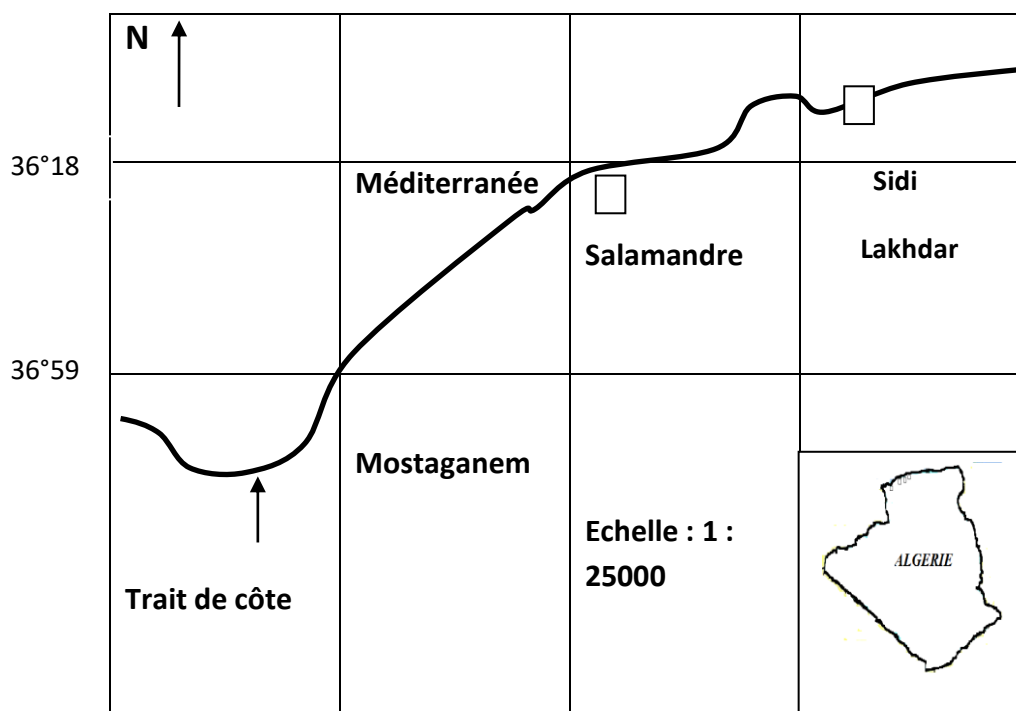 N
36°18
Méditerranée
Sidi
Lakhdar
Salamandre
36°59
Mostaganem
Echelle : 1 :
25000
ALGERIE
Trait de côte